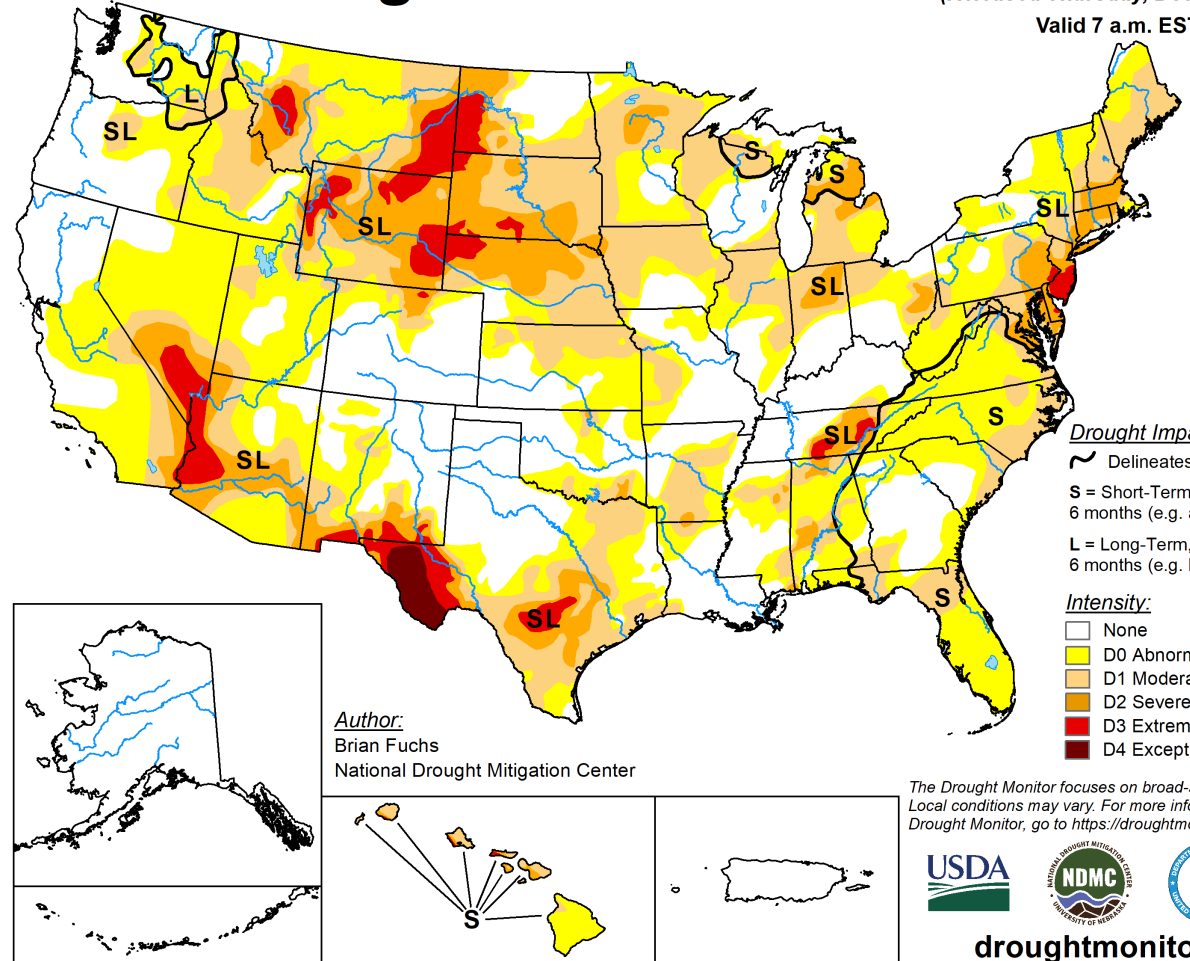 Valid 7 a.m. EST
L
SL
S
S
SL
SL
SL
S
SL
SL
S
SL
Drought Impa
Delineates
S = Short-Term
6 months (e.g. a
L = Long-Term,
6 months (e.g. h
Intensity:
None
D0 Abnorm
D1 Modera
D2 Severe
D3 Extrem
D4 Except
Author:
Brian Fuchs
National Drought Mitigation Center
The Drought Monitor focuses on broad-
Local conditions may vary. For more info
Drought Monitor, go to https://droughtmo
S
USDA
NATIONAL DROUGHT MITIGATION CENTER
NDMC
UNIVERSITY OF NEBRASKA
droughtmonito